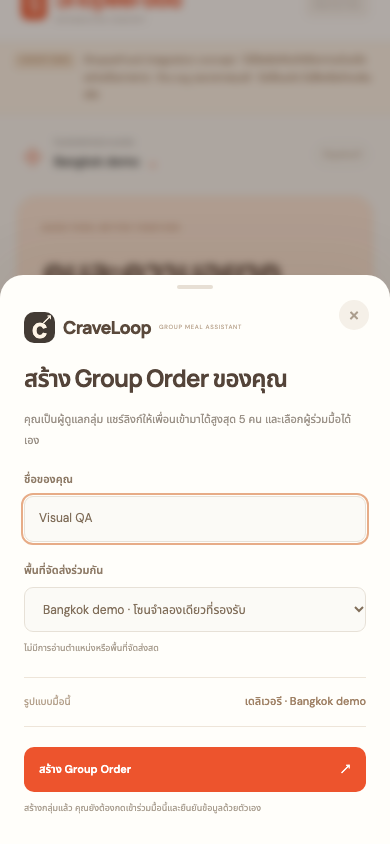 Bangkok demo
CraveLoop GROUP MEAL ASSISTANT
สร้าง Group Order ของคุณ
คุณเป็นผู้ดูแลกลุ่ม แชร์ลิงก์ให้เพื่อนเข้ามาได้สูงสุด 5 คน และเลือกผู้ร่วมมื้อได้
เอง
ชื่อของคุณ
Visual QA
พื้นที่จัดส่งร่วมกัน
Bangkok demo · โซนจำลองเดียวที่รองรับ
ไม่มีการอ่านตำแหน่งหรือพื้นที่จัดส่งสด
รูปแบบมื้อนี้ เดลิเวอรี · Bangkok demo
สร้าง Group Order ↗
สร้างกลุ่มแล้ว คุณยังต้องกดเข้าร่วมมื้อนี้และยืนยันข้อมูลด้วยตัวเอง